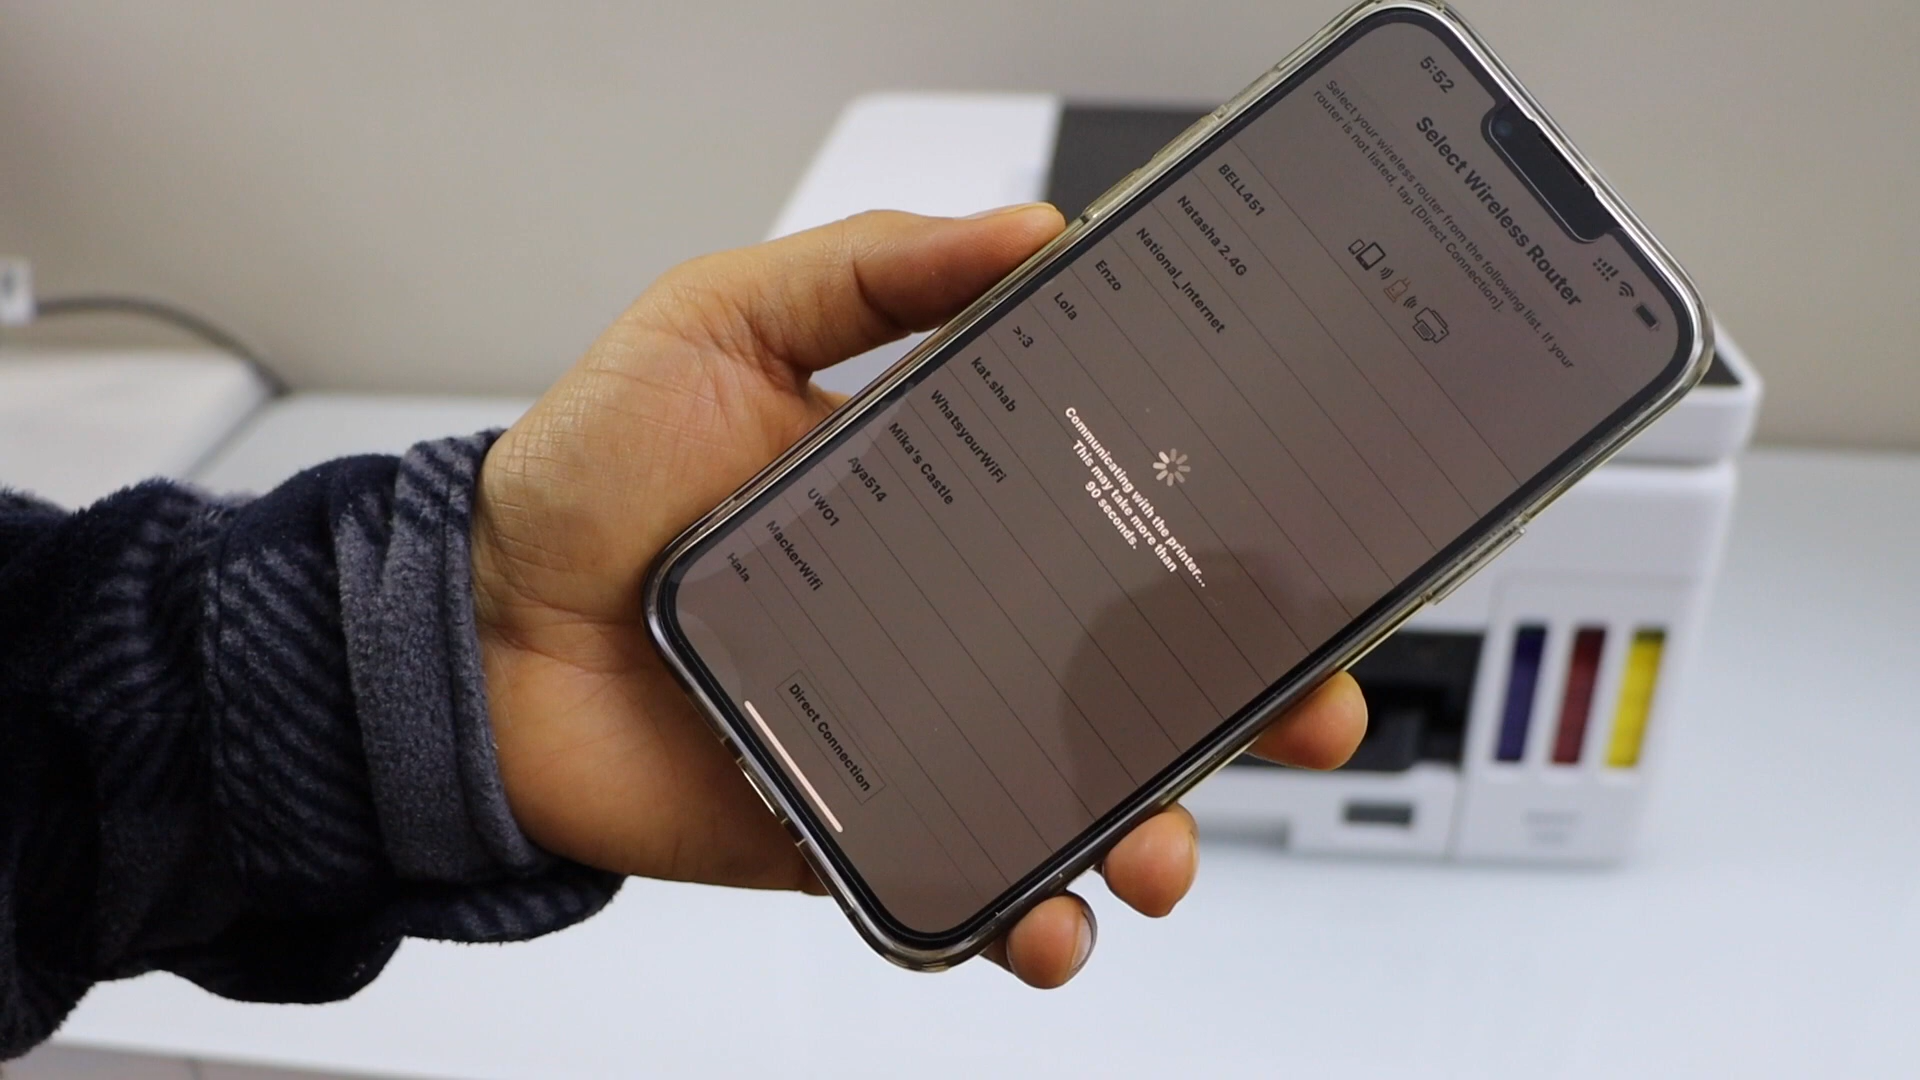 5:52
Select Wireless Router
Select your wireless router from the following list. If your
router is not listed, tap [Direct Connection].
BELL451
Natasha 2.4G
National_Internet
Enzo
Lola
>:3
kat.shab
WhatsyourWiFi
Mika's Castle
Aya514
UWO1
MackerWifi
Hala
Communicating with the printer...
This may take more than
90 seconds.
Direct Connection